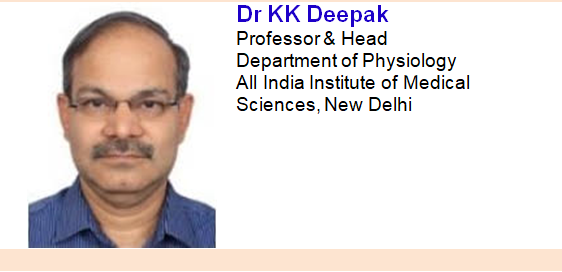 Dr KK Deepak
Professor & Head
Department of Physiology
All India Institute of Medical
Sciences, New Delhi